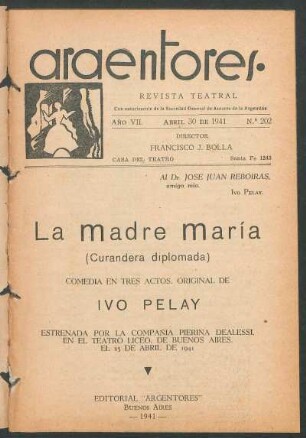 argentores.
REVISTA TEATRAL
Con autorización de la Sociedad General de Autores de la Argentina
AÑO VII. ABRIL 30 DE 1941 N.º 202
DIRECTOR
FRANCISCO J. BOLLA
CASA DEL TEATRO Santa Fe 1243
Al Dr. JOSE JUAN REBOIRAS,
amigo mío.
IVO PELAY.
La madre maría
(Curandera diplomada)
COMEDIA EN TRES ACTOS, ORIGINAL DE
IVO PELAY
ESTRENADA POR LA COMPAÑIA PIERINA DEALESSI,
EN EL TEATRO LICEO, DE BUENOS AIRES,
EL 25 DE ABRIL DE 1941
EDITORIAL "ARGENTORES"
BUENOS AIRES
— 1941 —